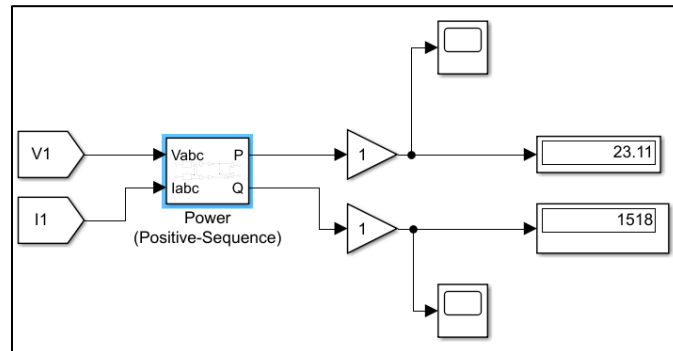 V1
Vabc
P
1
23.11
I1
Iabc
Q
1
1518
Power
(Positive-Sequence)